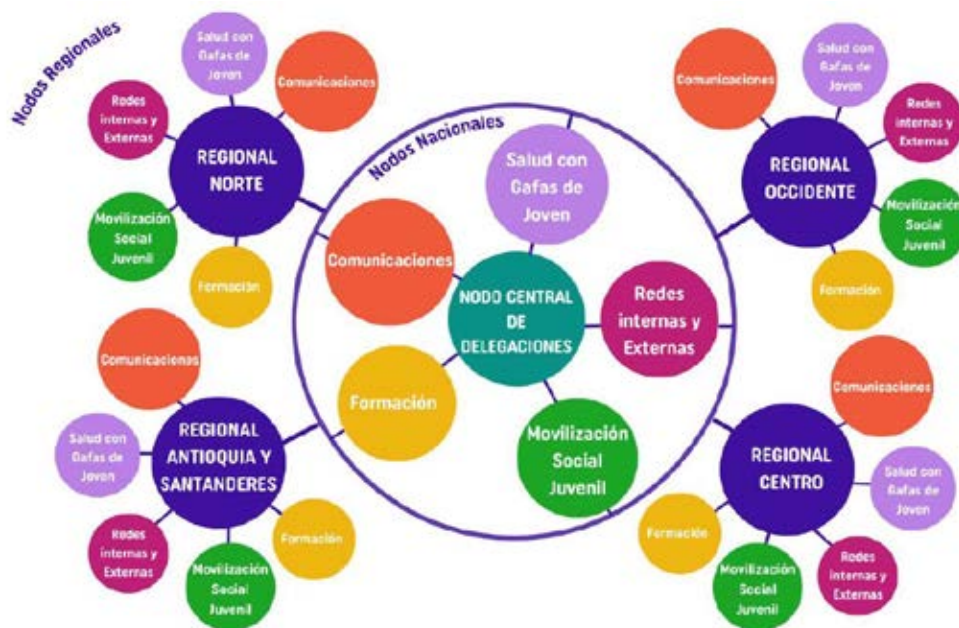 Nodos Regionales
Salud con
Gafas de
Joven
Comunicaciones
Redes
internas y
Externas
REGIONAL
NORTE
Movilización
Social
Juvenil
Formación
Nodos Nacionales
Salud con
Gafas de
Joven
Comunicaciones
NODO CENTRAL
DE
DELEGACIONES
Redes
internas y
Externas
Formación
Movilización
Social
Juvenil
Comunicaciones
Salud con
Gafas de
Joven
Redes
internas y
Externas
REGIONAL
OCCIDENTE
Movilización
Social
Juvenil
Formación
Comunicaciones
REGIONAL
ANTIOQUIA Y
SANTANDERES
Salud con
Gafas de
Joven
Redes
internas y
Externas
Movilización
Social
Juvenil
Formación
Comunicaciones
REGIONAL
CENTRO
Salud con
Gafas de
Joven
Formación
Movilización
Social
Juvenil
Redes
internas y
Externas